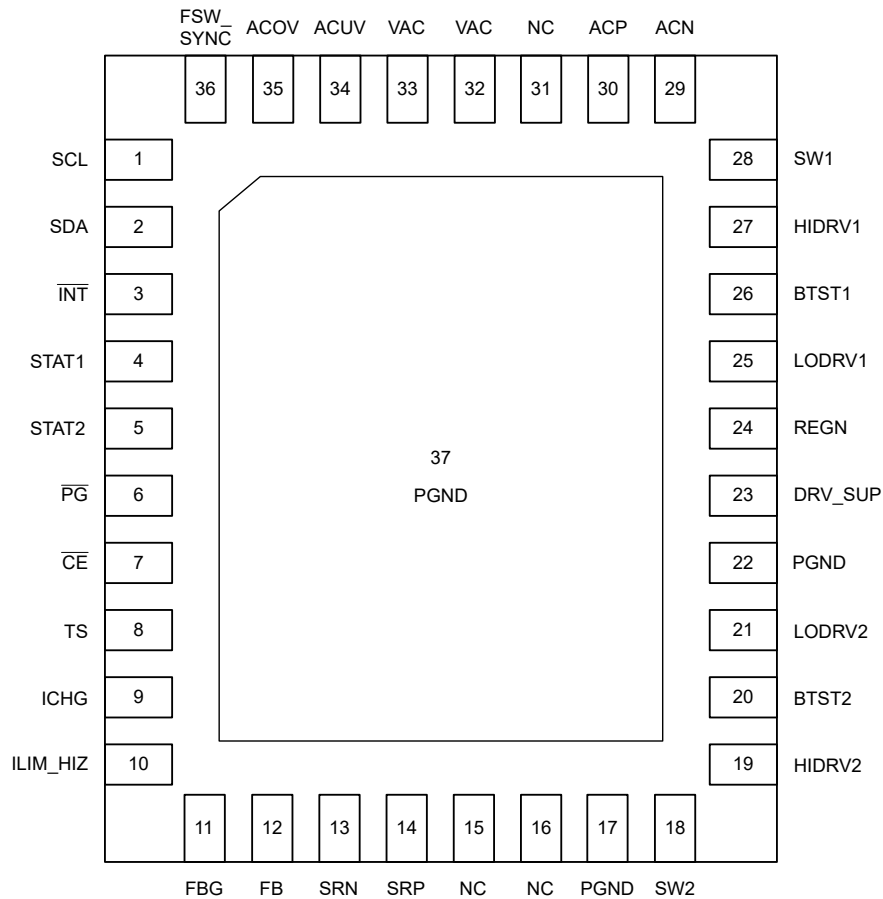 FSW_
SYNC ACOV ACUV VAC VAC NC ACP ACN
36 35 34 33 32 31 30 29
SCL 1 28 SW1
SDA 2 27 HIDRV1
INT 3 26 BTST1
STAT1 4 25 LODRV1
STAT2 5 24 REGN
37
PG 6 PGND 23 DRV_SUP
CE 7 22 PGND
TS 8 21 LODRV2
ICHG 9 20 BTST2
ILIM_HIZ 10 19 HIDRV2
11 12 13 14 15 16 17 18
FBG FB SRN SRP NC NC PGND SW2